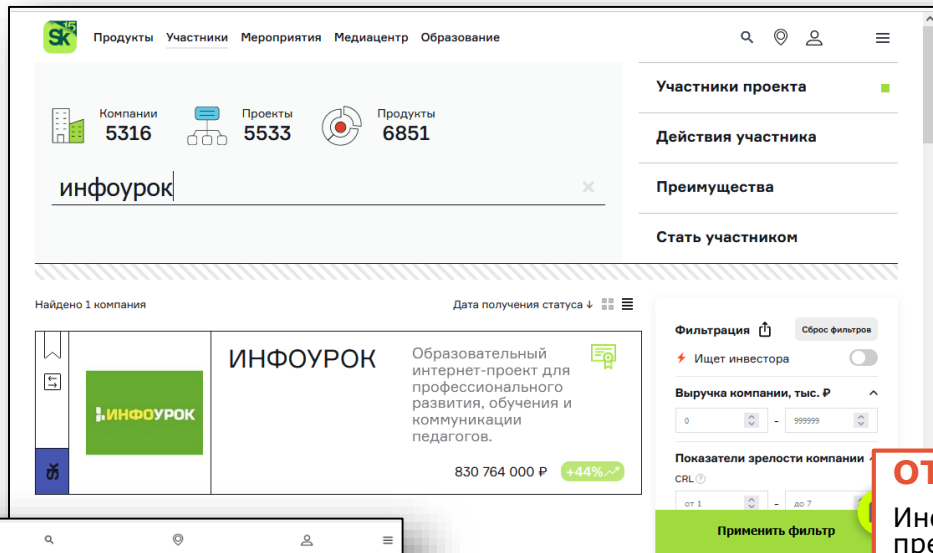 Sk 15
Продукты Участники Мероприятия Медиацентр Образование
Компании
5316
Проекты
5533
Продукты
6851
инфоурок
Участники проекта
Действия участника
Преимущества
Стать участником
Найдено 1 компания
Дата получения статуса ↓
ИНФОУРОК
ИНФОУРОК
Образовательный
интернет-проект для
профессионального
развития, обучения и
коммуникации
педагогов.
830 764 000 ₽ +44%
Sk
Фильтрация Сброс фильтров
Ищет инвестора
Выручка компании, тыс. ₽
0 - 999999
Показатели зрелости компании
CRL
от 1 - до 7
Применить фильтр